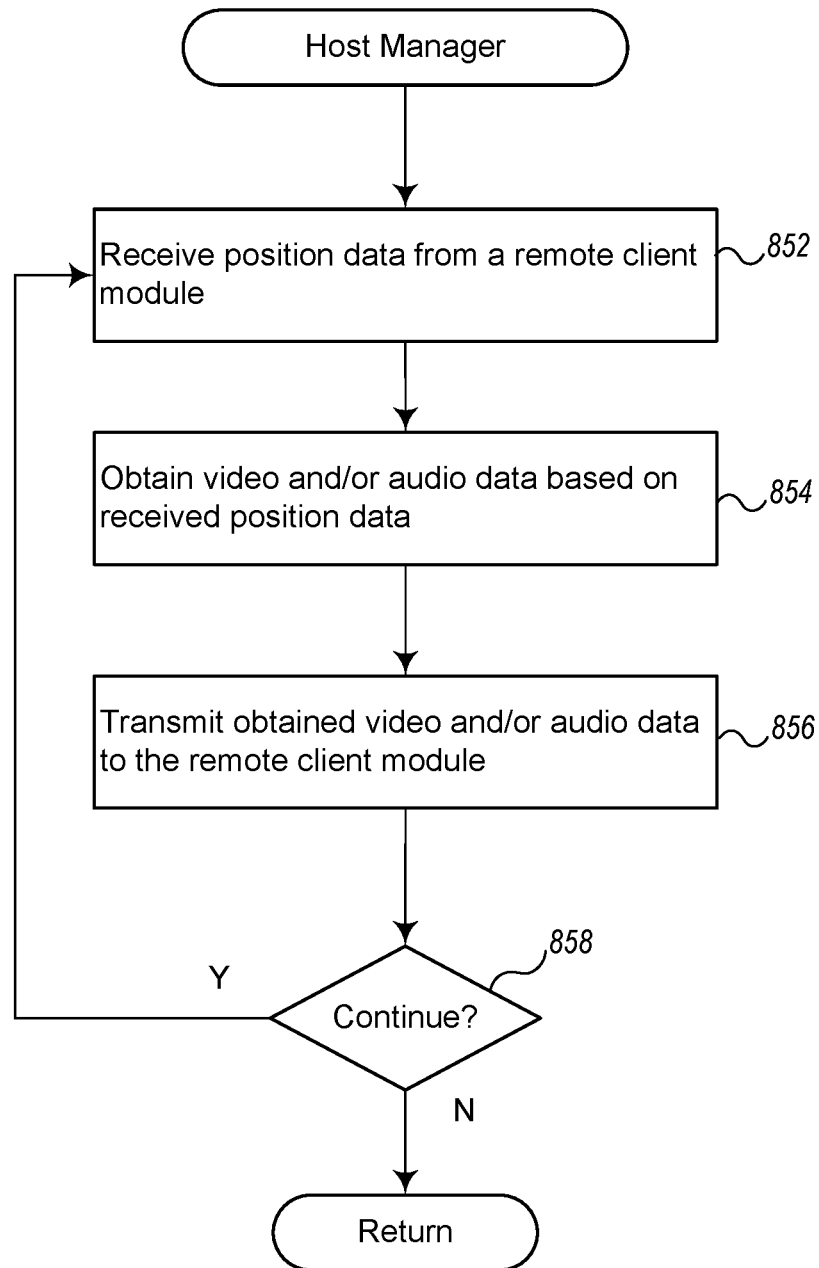 Host Manager
Receive position data from a remote client
module
852
Obtain video and/or audio data based on
received position data
854
Transmit obtained video and/or audio data
to the remote client module
856
858
Y
Continue?
N
Return